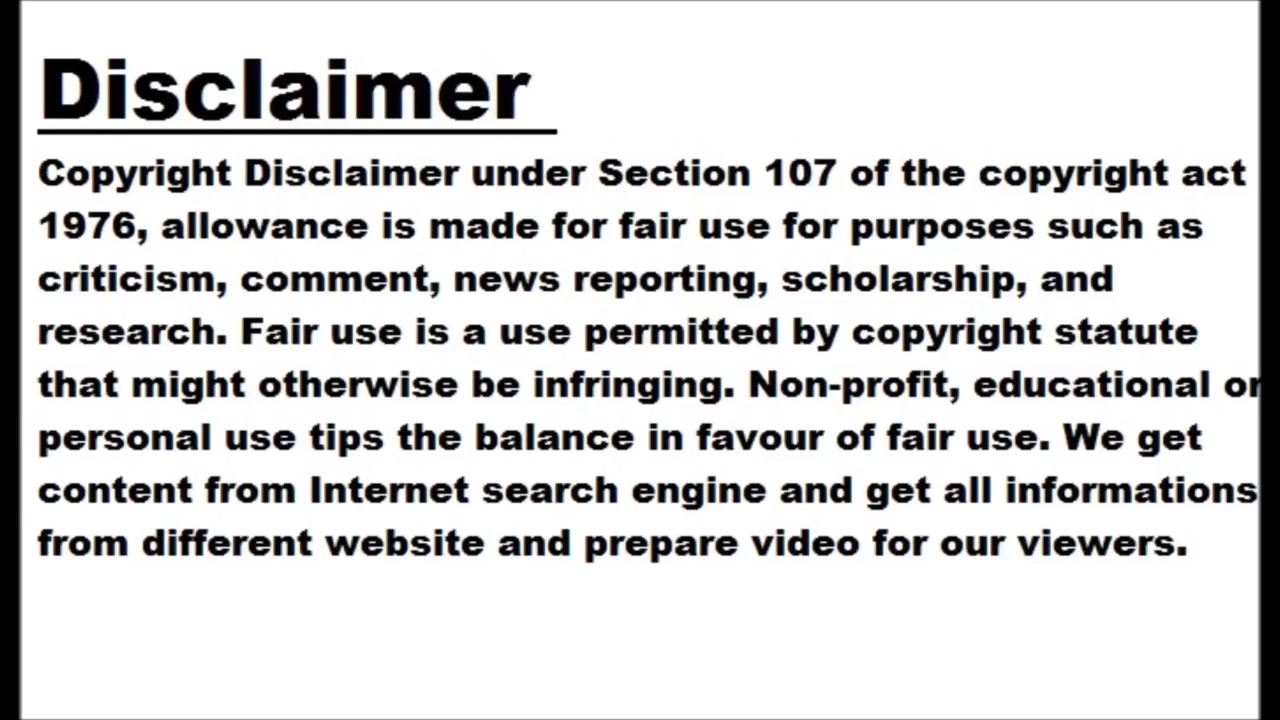 Disclaimer
Copyright Disclaimer under Section 107 of the copyright act
1976, allowance is made for fair use for purposes such as
criticism, comment, news reporting, scholarship, and
research. Fair use is a use permitted by copyright statute
that might otherwise be infringing. Non-profit, educational or
personal use tips the balance in favour of fair use. We get
content from Internet search engine and get all informations
from different website and prepare video for our viewers.